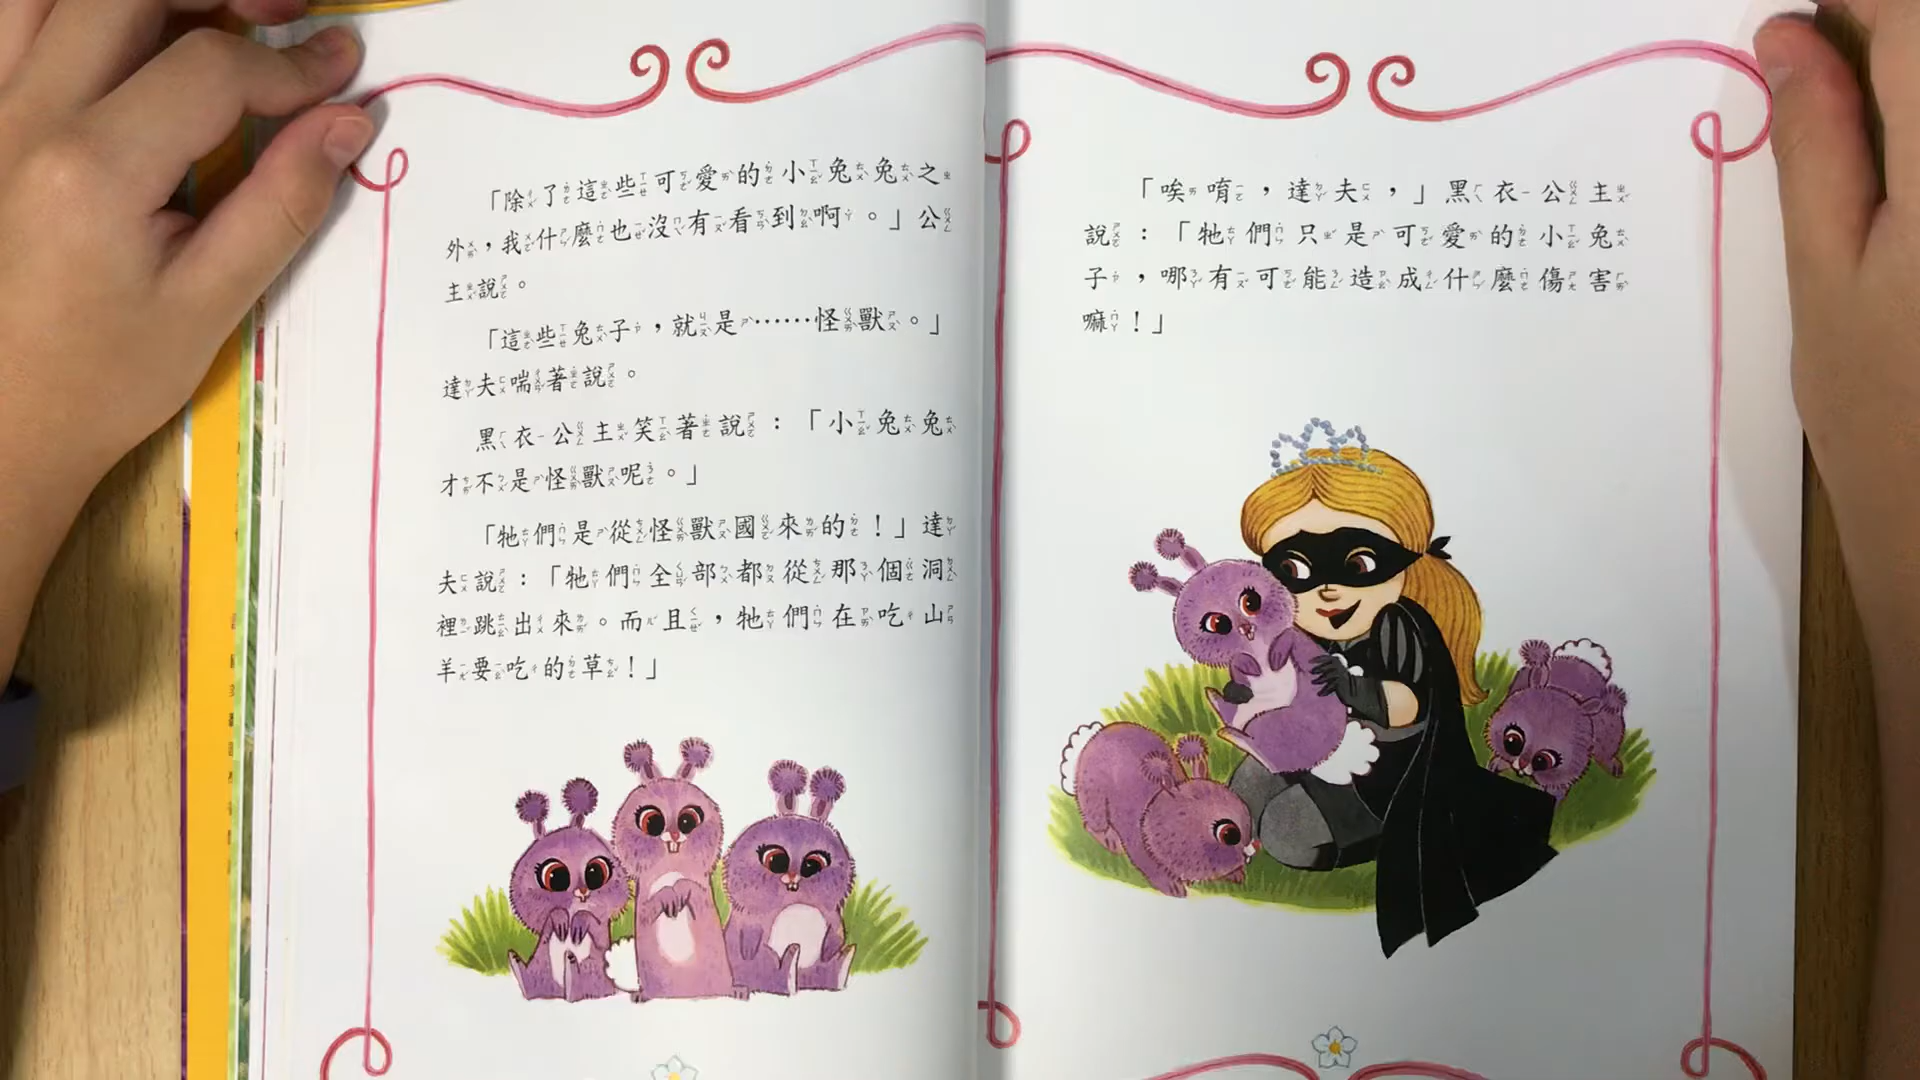 「除了這些可愛的小兔兔之
外，我什麼也沒有看到啊。」公
主說。
「這些兔子，就是……怪獸。」
達夫喘著說。
黑衣公主笑著說：「小兔兔
才不是怪獸呢。」
「牠們是從怪獸國來的！」達
夫說：「牠們全部都從那個洞
裡跳出來。而且，牠們在吃山
羊要吃的草！」
「唉唷，達夫，」黑衣公主
說：「牠們只是可愛的小兔
子，哪有可能造成什麼傷害
嘛！」